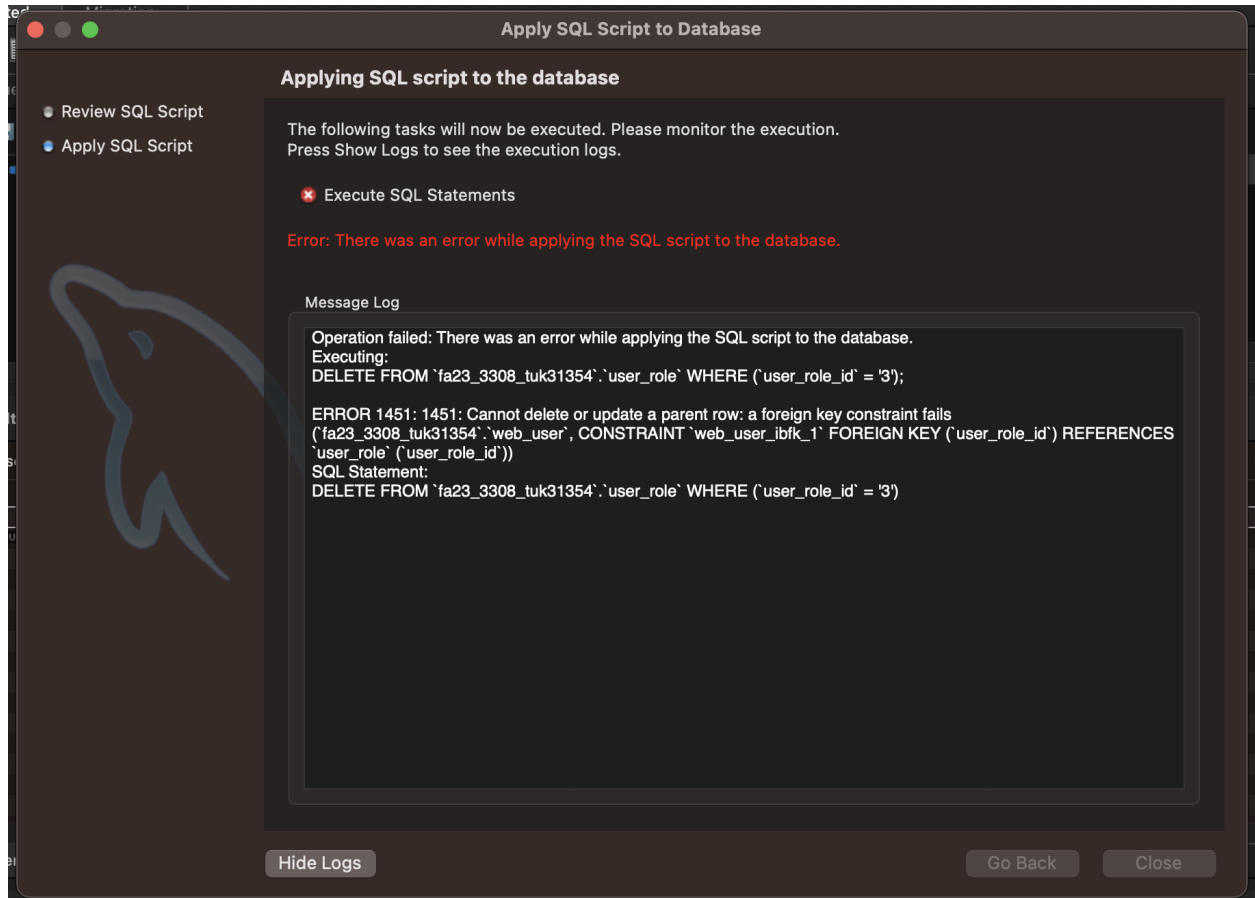 Apply SQL Script to Database
Applying SQL script to the database
Review SQL Script
Apply SQL Script
The following tasks will now be executed. Please monitor the execution.
Press Show Logs to see the execution logs.
Execute SQL Statements
Error: There was an error while applying the SQL script to the database.
Message Log
Operation failed: There was an error while applying the SQL script to the database.
Executing:
DELETE FROM `fa23_3308_tuk31354`.`user_role` WHERE (`user_role_id` = '3');
ERROR 1451: 1451: Cannot delete or update a parent row: a foreign key constraint fails
(`fa23_3308_tuk31354`.`web_user`, CONSTRAINT `web_user_ibfk_1` FOREIGN KEY (`user_role_id`) REFERENCES
`user_role` (`user_role_id`))
SQL Statement:
DELETE FROM `fa23_3308_tuk31354`.`user_role` WHERE (`user_role_id` = '3')
Hide Logs
Go Back
Close